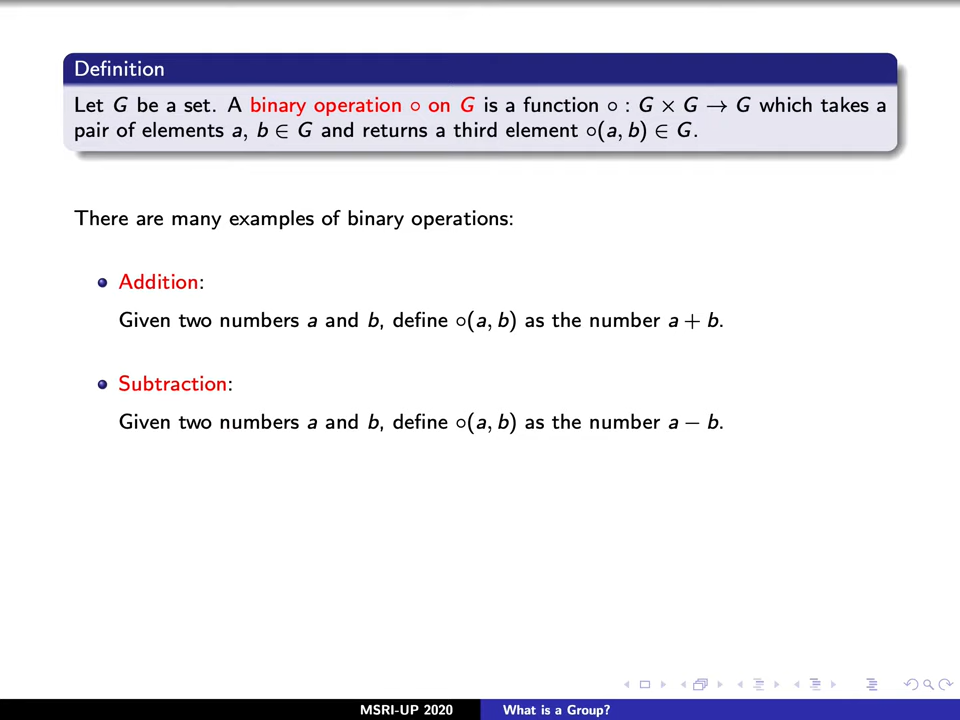 Definition
Let G be a set. A binary operation ∘ on G is a function ∘ : G × G → G which takes a
pair of elements a, b ∈ G and returns a third element ∘(a, b) ∈ G.
There are many examples of binary operations:
Addition:
Given two numbers a and b, define ∘(a, b) as the number a + b.
Subtraction:
Given two numbers a and b, define ∘(a, b) as the number a − b.
MSRI-UP 2020 What is a Group?